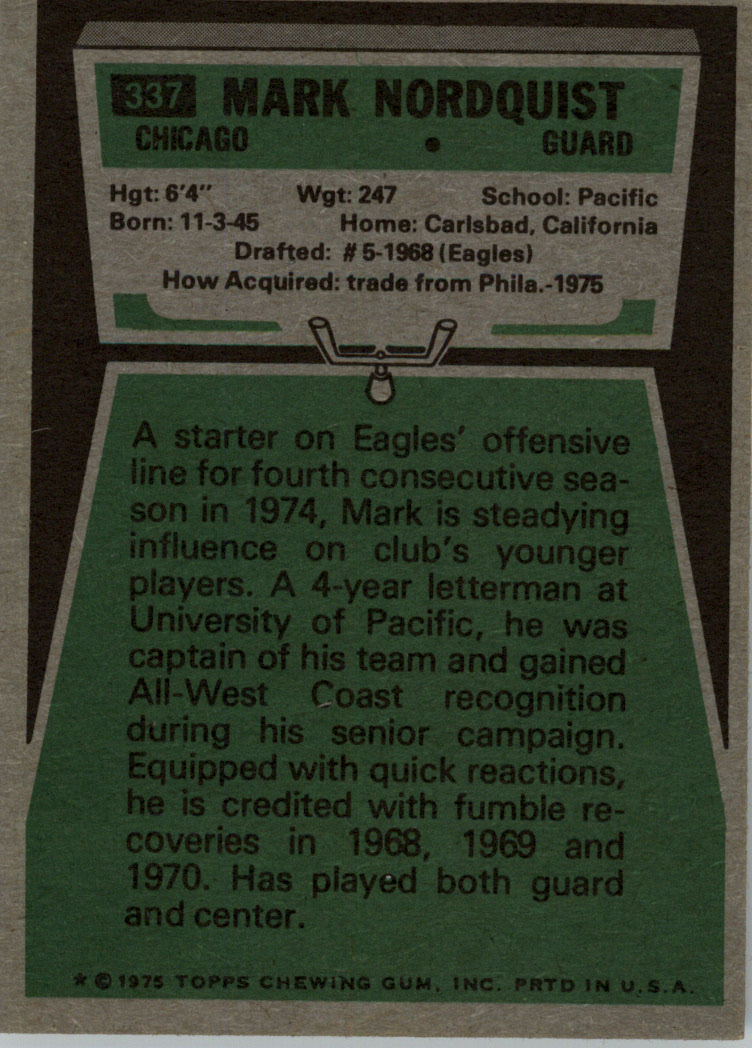 337 MARK NORDQUIST
CHICAGO • GUARD
Hgt: 6'4" Wgt: 247 School: Pacific
Born: 11-3-45 Home: Carlsbad, California
Drafted: #5-1968 (Eagles)
How Acquired: trade from Phila.-1975
A starter on Eagles' offensive
line for fourth consecutive sea-
son in 1974, Mark is steadying
influence on club's younger
players. A 4-year letterman at
University of Pacific, he was
captain of his team and gained
All-West Coast recognition
during his senior campaign.
Equipped with quick reactions,
he is credited with fumble re-
coveries in 1968, 1969 and
1970. Has played both guard
and center.
* © 1975 TOPPS CHEWING GUM, INC. PRTD IN U.S.A.